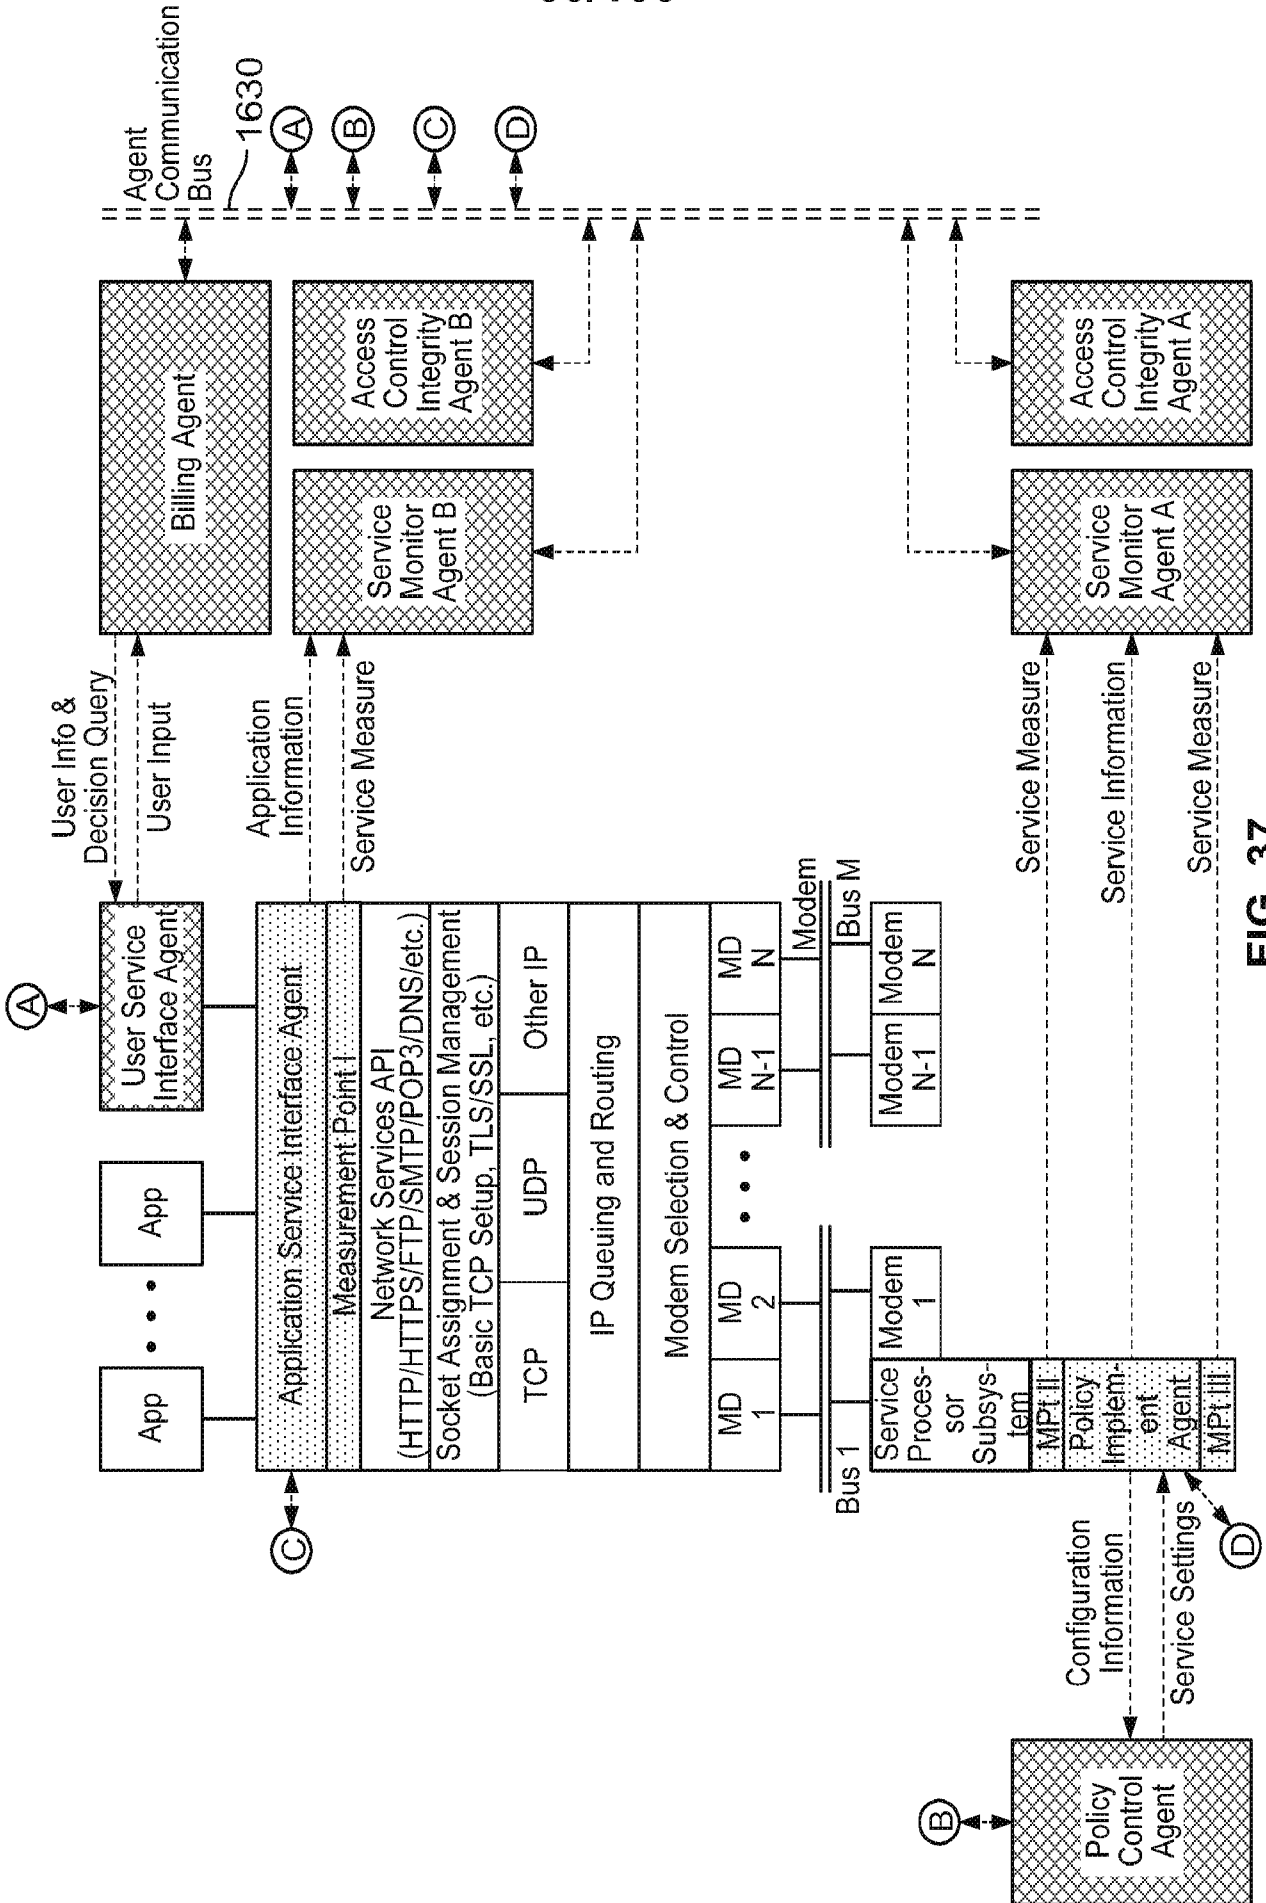 A
User Info &
Decision Query
User Input
App
App
User Service
Interface Agent
Billing Agent
Agent
Communication
Bus
1630
C
Application Service Interface Agent
Measurement Point I
Application
Information
Service Measure
Network Services API
(HTTP/HTTPS/FTP/SMTP/POP3/DNS/etc.)
Socket Assignment & Session Management
(Basic TCP Setup, TLS/SSL, etc.)
TCP
UDP
Other IP
IP Queuing and Routing
Modem Selection & Control
MD
1
MD
2
MD
N-1
MD
N
Service
Monitor
Agent B
Access
Control
Integrity
Agent B
A
B
C
D
Bus 1
Modem
Bus M
Service
Proces-
sor
Subsys-
tem
Modem
1
Modem
N-1
Modem
N
MPt II
Policy
Implem-
ent
Agent
MPt III
B
Policy
Control
Agent
Configuration
Information
Service Settings
D
Service Measure
Service Information
Service Measure
Service
Monitor
Agent A
Access
Control
Integrity
Agent A
FIG. 37